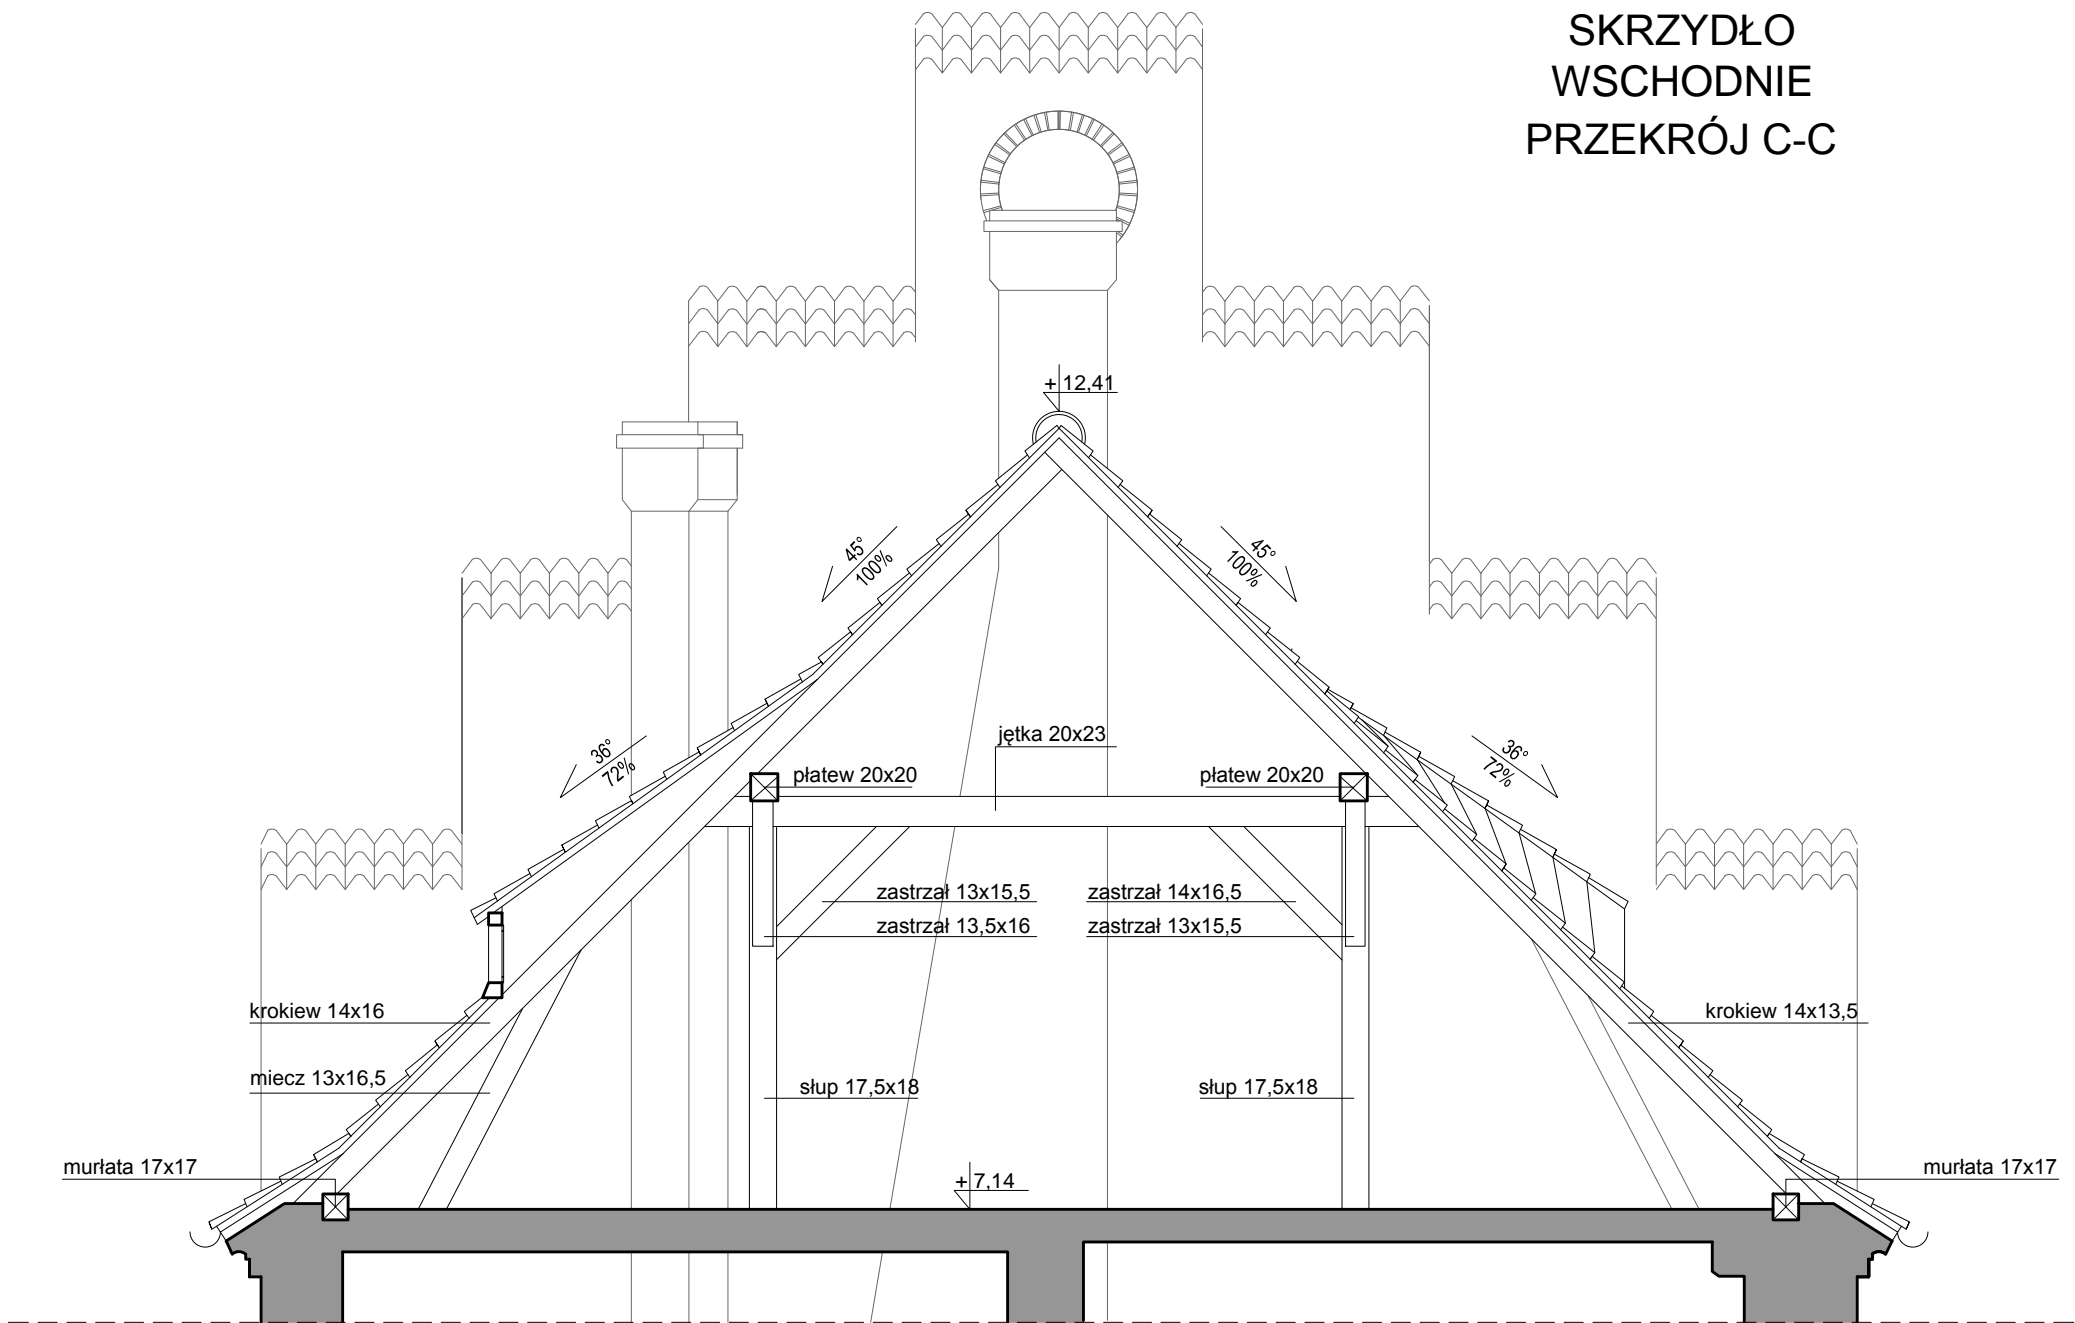 SKRZYDŁO
WSCHODNIE
PRZEKRÓJ C-C
+ 12,41
45°
100%
45°
100%
36°
72%
36°
72%
jętka 20x23
płatew 20x20
płatew 20x20
zastrzał 13x15,5
zastrzał 14x16,5
zastrzał 13,5x16
zastrzał 13x15,5
krokiew 14x16
krokiew 14x13,5
miecz 13x16,5
słup 17,5x18
słup 17,5x18
murłata 17x17
murłata 17x17
+ 7,14